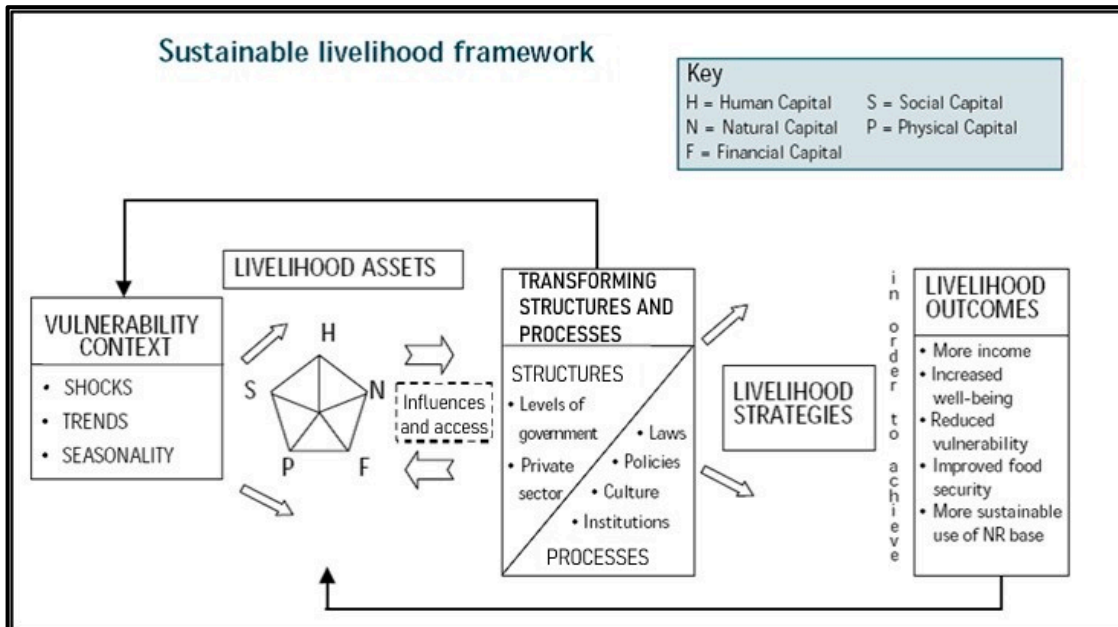 Sustainable livelihood framework
Key
H = Human Capital S = Social Capital
N = Natural Capital P = Physical Capital
F = Financial Capital
LIVELIHOOD ASSETS
VULNERABILITY
CONTEXT
• SHOCKS
• TRENDS
• SEASONALITY
H
S
N
P
F
Influences
and access
TRANSFORMING
STRUCTURES AND
PROCESSES
STRUCTURES
• Levels of
government
• Private
sector
• Laws
• Policies
• Culture
• Institutions
PROCESSES
LIVELIHOOD
STRATEGIES
in order to achieve
LIVELIHOOD
OUTCOMES
• More income
• Increased
well-being
• Reduced
vulnerability
• Improved food
security
• More sustainable
use of NR base